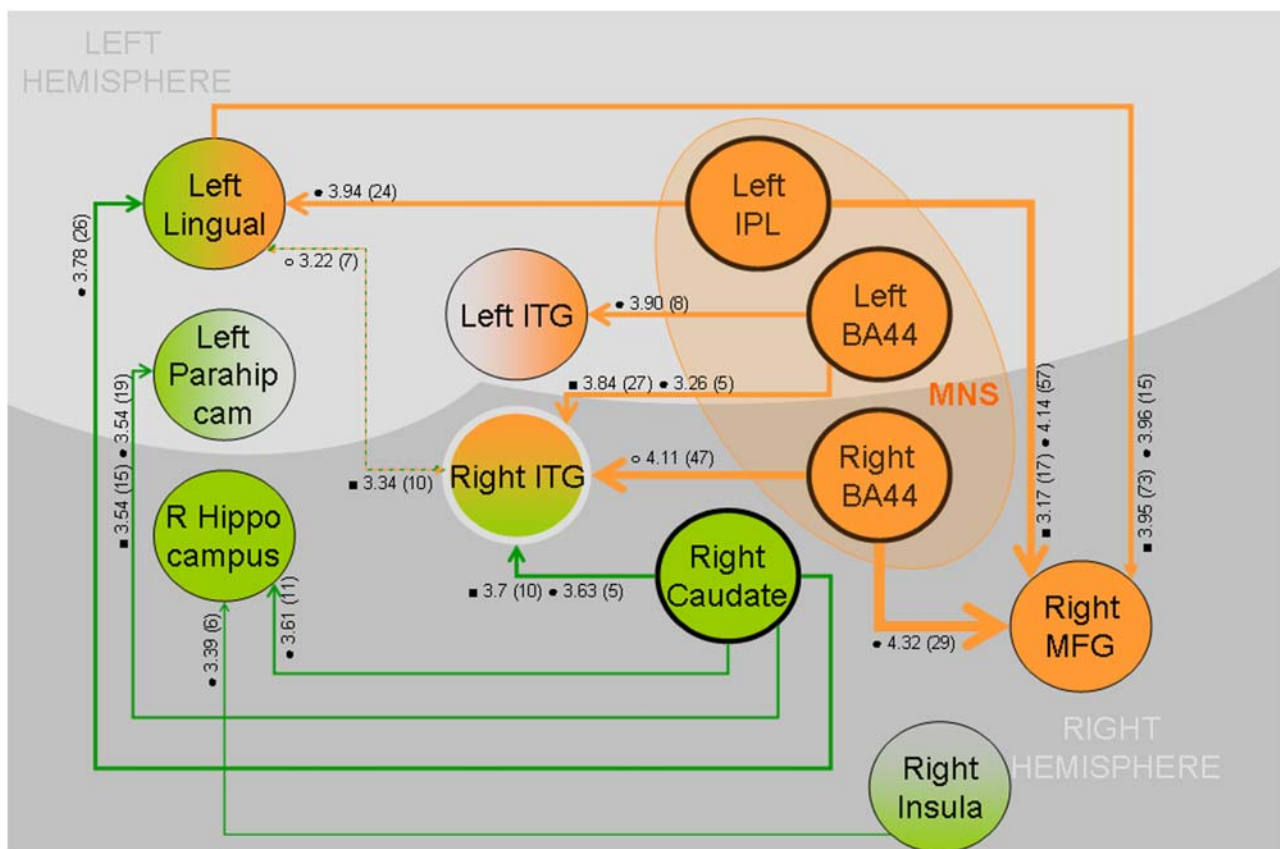 LEFT
HEMISPHERE
Left
Lingual
● 3.94 (24)
Left
IPL
● 3.78 (26)
○ 3.22 (7)
Left ITG
● 3.90 (8)
Left
BA44
Left
Parahip
cam
■ 3.54 (15) ● 3.54 (19)
■ 3.84 (27) ● 3.26 (5)
MNS
■ 3.17 (17) ● 4.14 (57)
■ 3.95 (73) ● 3.96 (15)
R Hippo
campus
■ 3.34 (10)
Right ITG
○ 4.11 (47)
Right
BA44
● 3.39 (6)
● 3.61 (11)
■ 3.7 (10) ● 3.63 (5)
Right
Caudate
● 4.32 (29)
Right
MFG
RIGHT
HEMISPHERE
Right
Insula